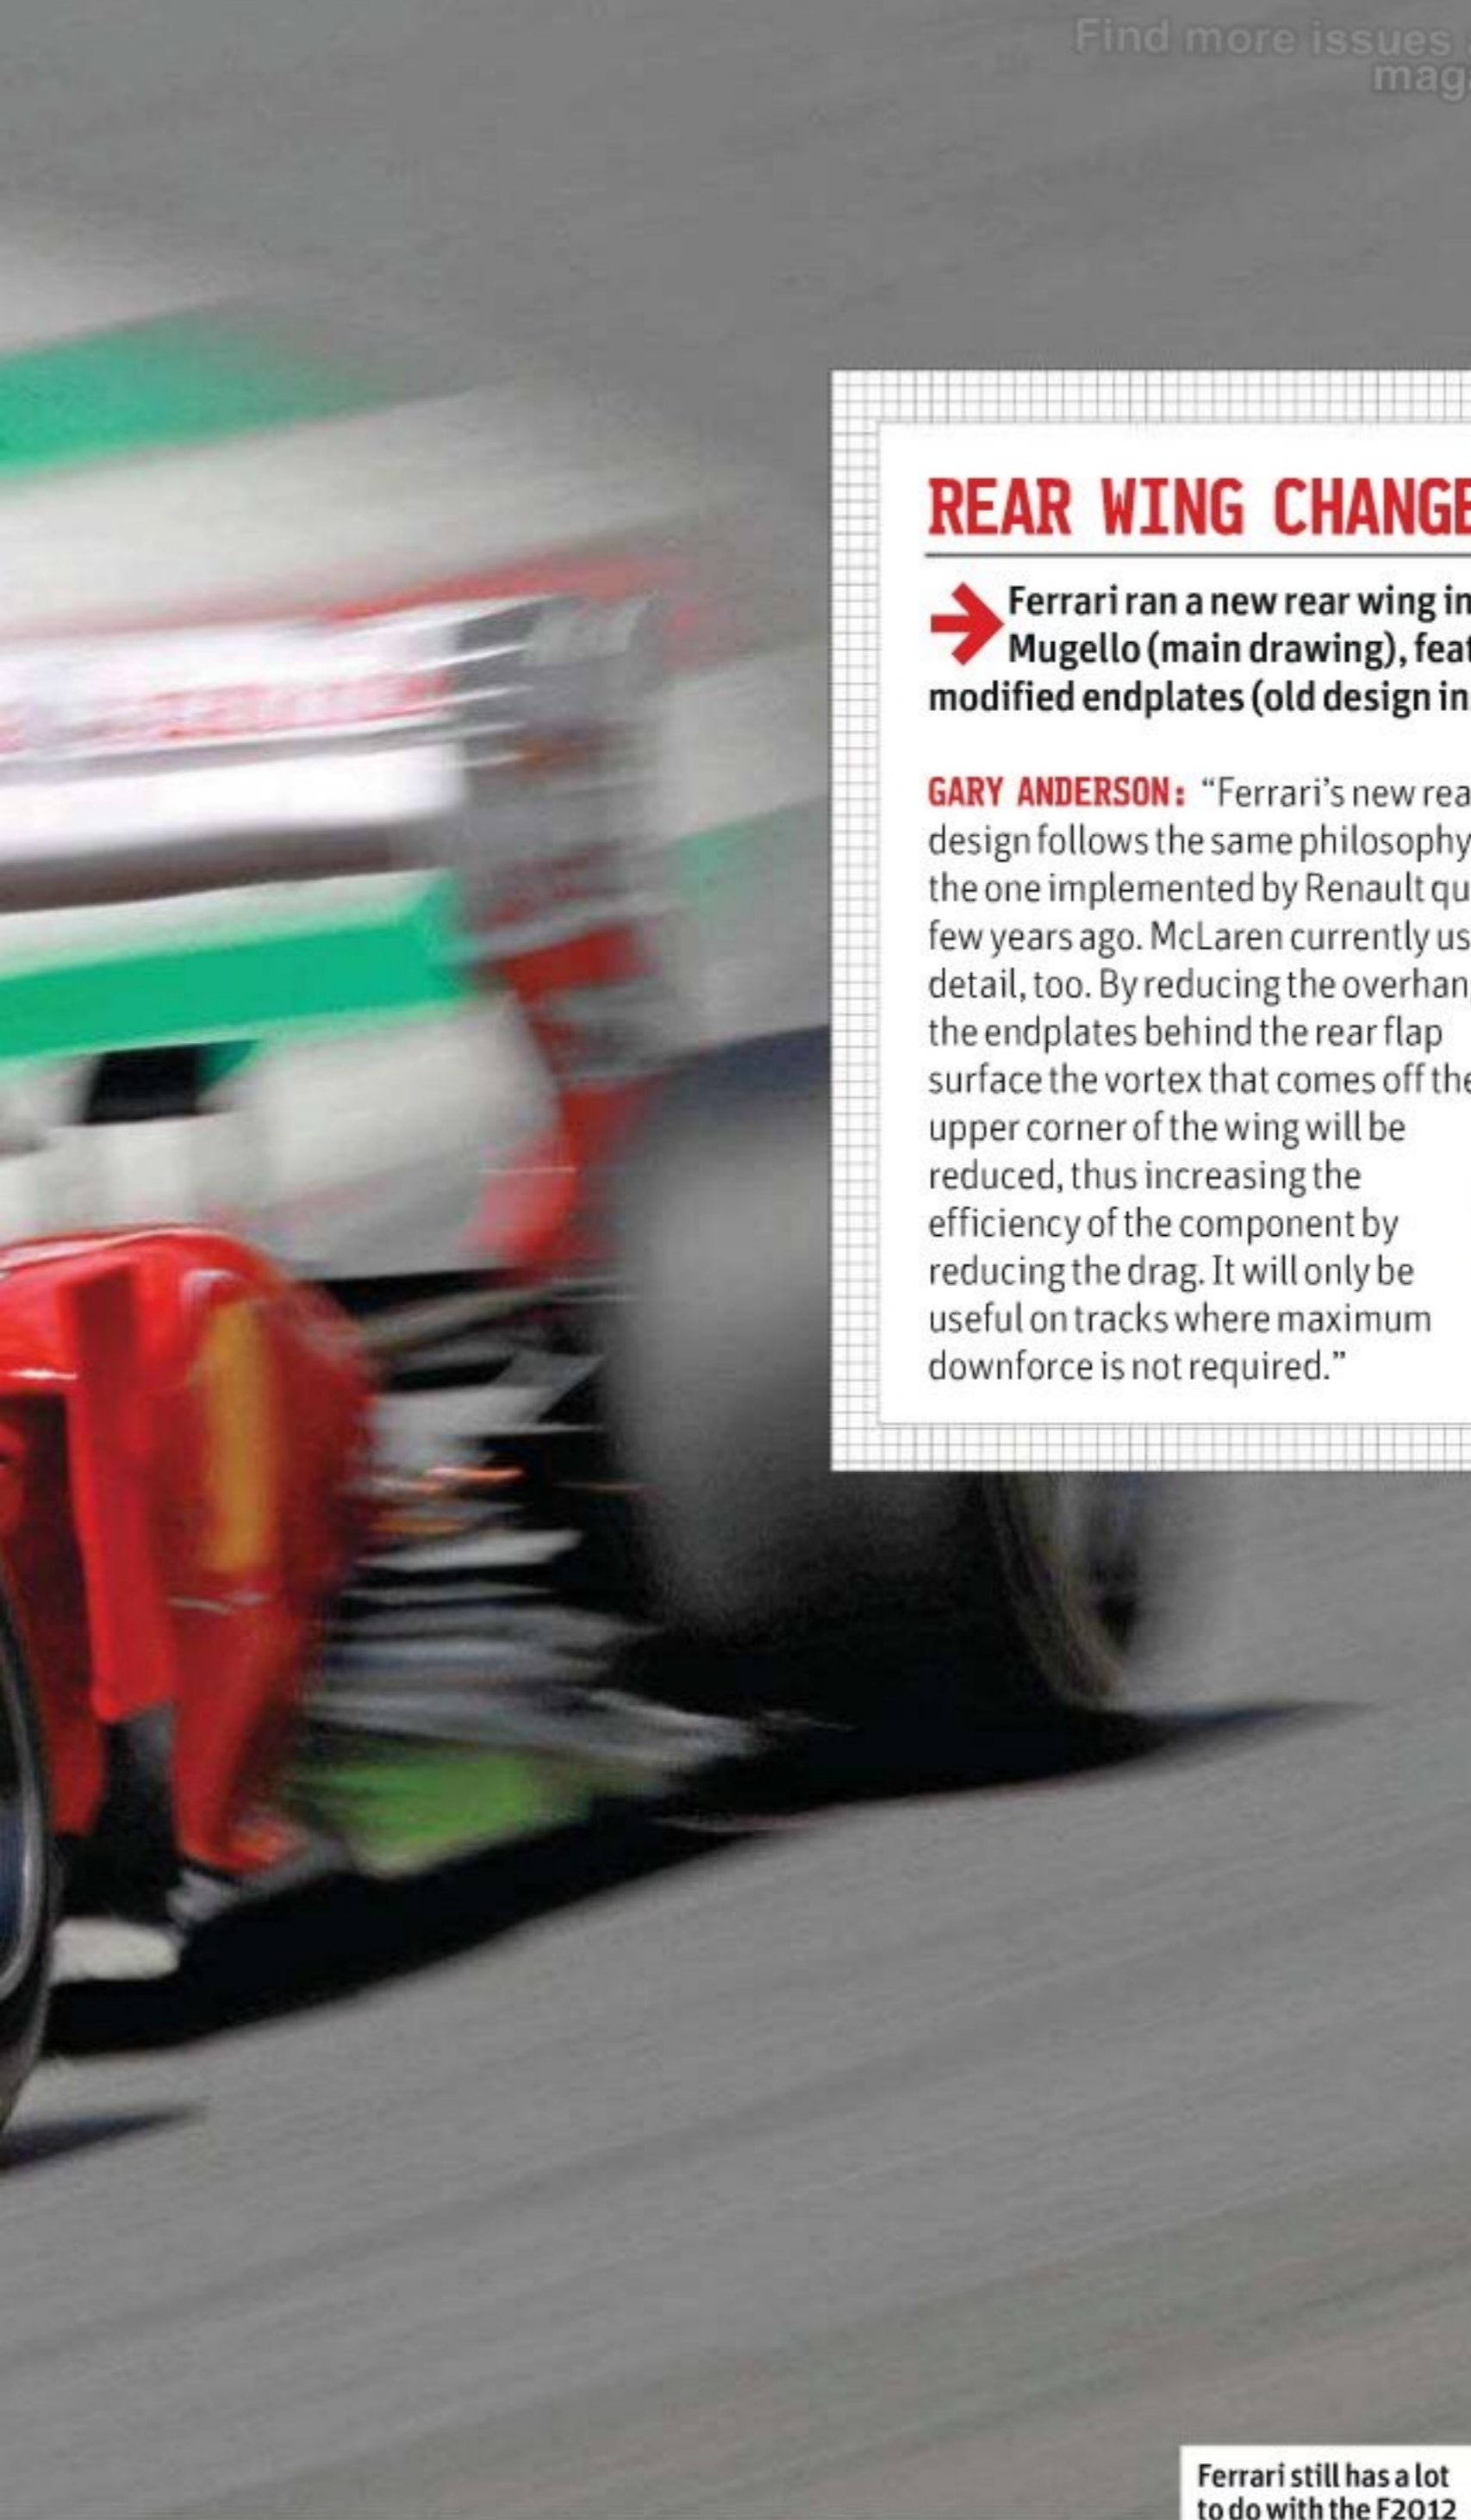 Find more issues
REAR WING CHANGE
Ferrari ran a new rear wing in
Mugello (main drawing), feat
modified endplates (old design in
GARY ANDERSON: “Ferrari’s new rea
design follows the same philosophy
the one implemented by Renault qu
few years ago. McLaren currently us
detail, too. By reducing the overhan
the endplates behind the rear flap
surface the vortex that comes off the
upper corner of the wing will be
reduced, thus increasing the
efficiency of the component by
reducing the drag. It will only be
useful on tracks where maximum
downforce is not required.”
Ferrari still has a lot
to do with the F2012